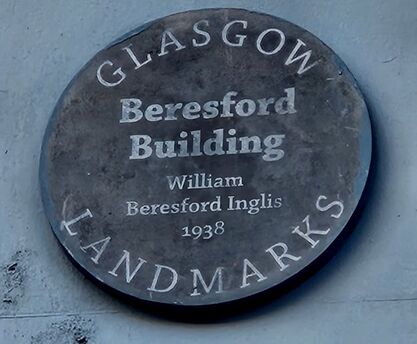 GLASGOW
Beresford
Building
William
Beresford Inglis
1938
LANDMARKS